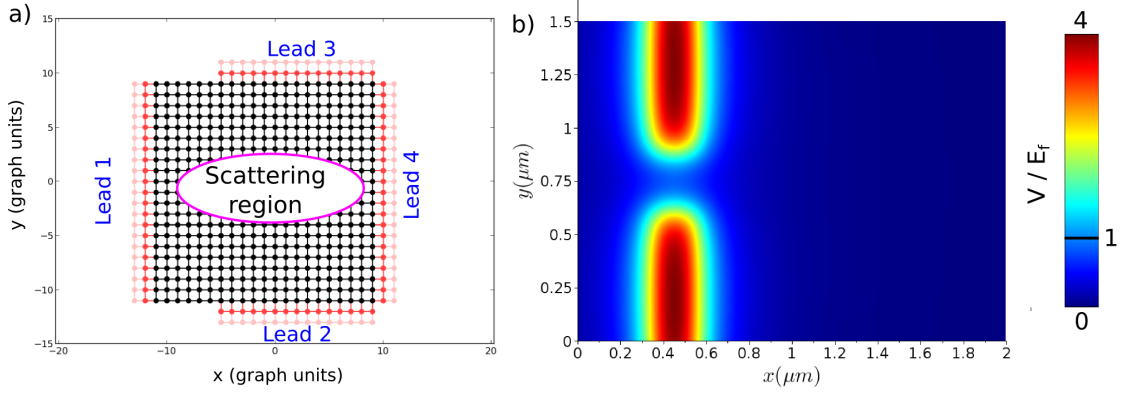 a)
15
10
5
0
−5
−10
−15
−20
−10
0
10
20
x (graph units)
y (graph units)
Lead 3
Lead 1
Scattering
region
Lead 4
Lead 2
b)
1.5
1.25
1
0.75
0.5
0.25
0
0
0.2
0.4
0.6
0.8
1
1.2
1.4
1.6
1.8
2
x(μm)
y(μm)
4
V / E_f
1
0